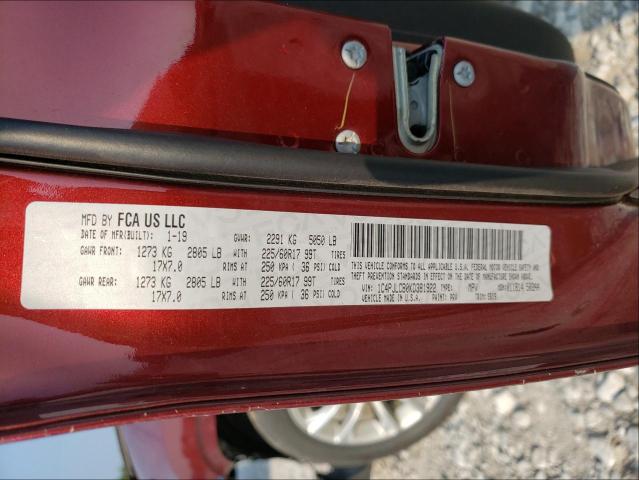 MFD BY FCA US LLC
DATE OF MFR(BUILT): 1-19 GVWR: 2291 KG 5050 LB
GAWR FRONT: 1273 KG 2805 LB WITH 225/60R17 99T TIRES
17X7.0 RIMS AT 250 KPA ( 36 PSI) COLD
GAWR REAR: 1273 KG 2805 LB WITH 225/60R17 99T TIRES
17X7.0 RIMS AT 250 KPA ( 36 PSI) COLD
THIS VEHICLE CONFORMS TO ALL APPLICABLE U.S.A. FEDERAL MOTOR VEHICLE SAFETY AND
THEFT PREVENTION STANDARDS IN EFFECT ON THE DATE OF MANUFACTURE SHOWN ABOVE.
VIN: 1C4PJLCB0KD381922 TYPE: MPV
VEHICLE MADE IN U.S.A. PAINT: PRV